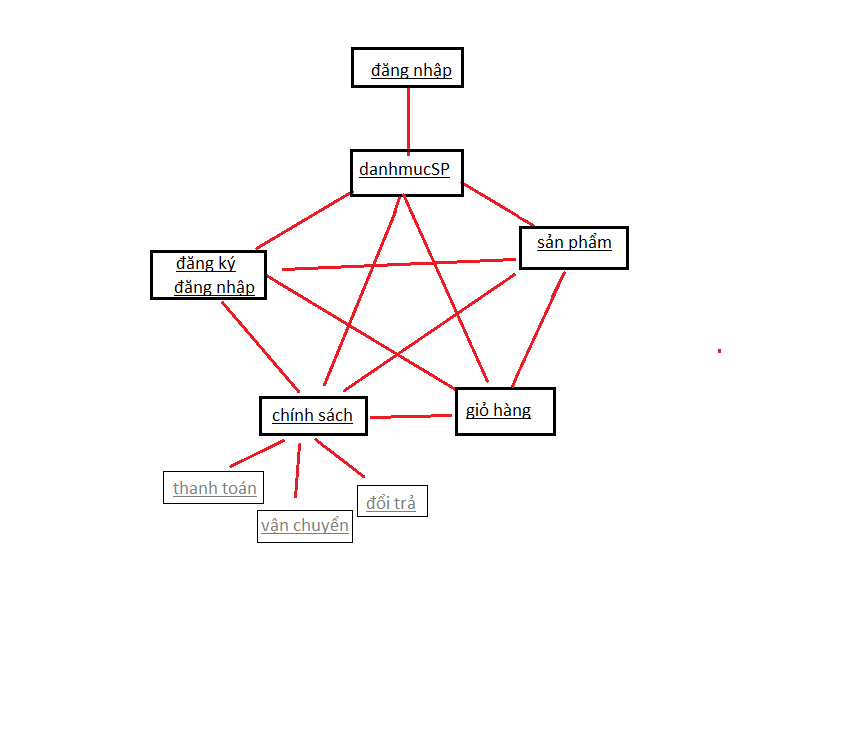 đăng nhập
danhmucSP
sản phẩm
đăng ký
đăng nhập
chính sách
giỏ hàng
thanh toán
vận chuyển
đổi trả